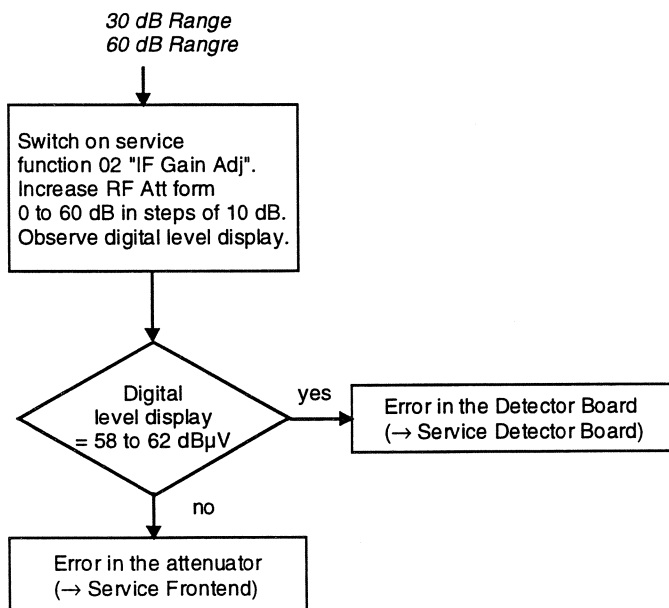 30 dB Range
60 dB Rangre
Switch on service
function 02 "IF Gain Adj".
Increase RF Att form
0 to 60 dB in steps of 10 dB.
Observe digital level display.
Digital
level display
= 58 to 62 dBµV
yes
Error in the Detector Board
(→ Service Detector Board)
no
Error in the attenuator
(→ Service Frontend)